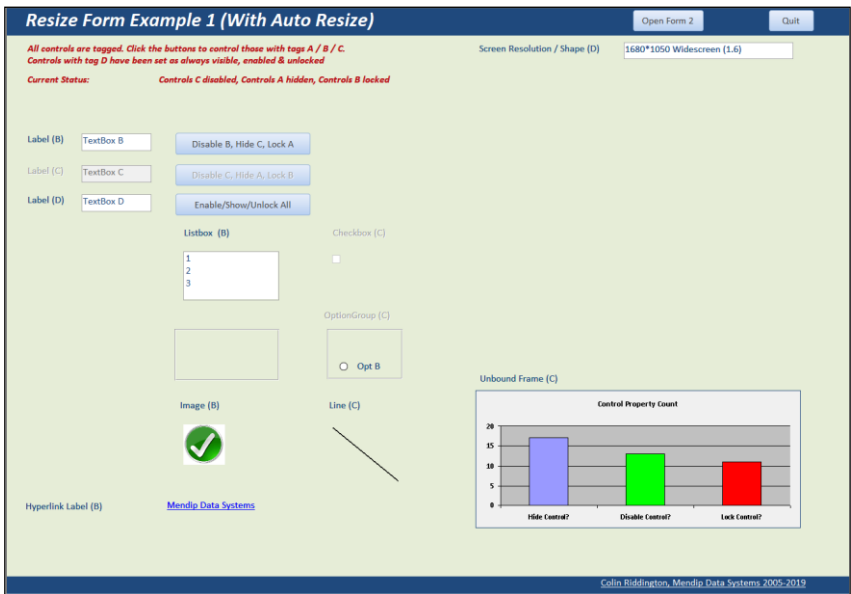 Resize Form Example 1 (With Auto Resize)
Open Form 2
Quit
All controls are tagged. Click the buttons to control those with tags A / B / C.
Controls with tag D have been set as always visible, enabled & unlocked
Screen Resolution / Shape (D)
1680*1050 Widescreen (1.6)
Current Status:
Controls C disabled, Controls A hidden, Controls B locked
Label (B)
TextBox B
Disable B, Hide C, Lock A
Label (C)
TextBox C
Disable C, Hide A, Lock B
Label (D)
TextBox D
Enable/Show/Unlock All
Listbox (B)
Checkbox (C)
1
2
3
OptionGroup (C)
Opt B
Unbound Frame (C)
Image (B)
Line (C)
Control Property Count
20
15
10
5
0
Hide Control?
Disable Control?
Lock Control?
Hyperlink Label (B)
Mendip Data Systems
Colin Riddington, Mendip Data Systems 2005-2019